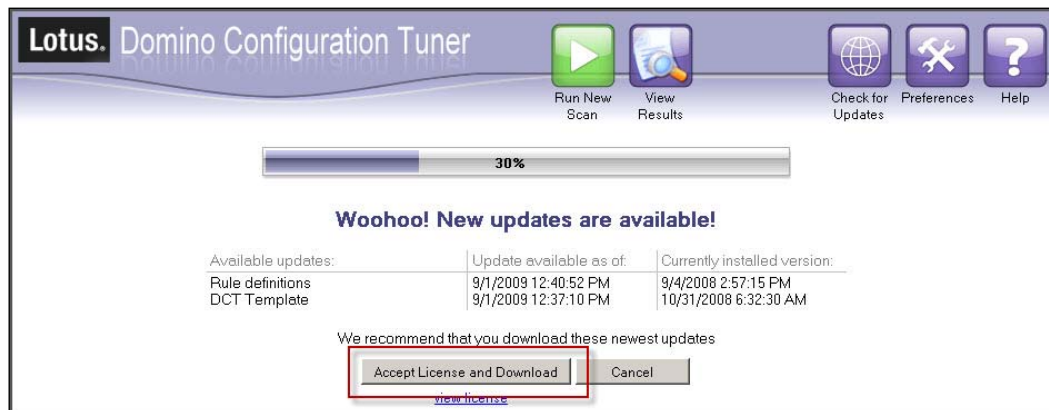 Lotus. Domino Configuration Tuner
Run New Scan
View Results
Check for Updates
Preferences
Help
30%
Woohoo! New updates are available!
Available updates: Update available as of: Currently installed version:
Rule definitions 9/1/2009 12:40:52 PM 9/4/2008 2:57:15 PM
DCT Template 9/1/2009 12:37:10 PM 10/31/2008 6:32:30 AM
We recommend that you download these newest updates
Accept License and Download Cancel
view license